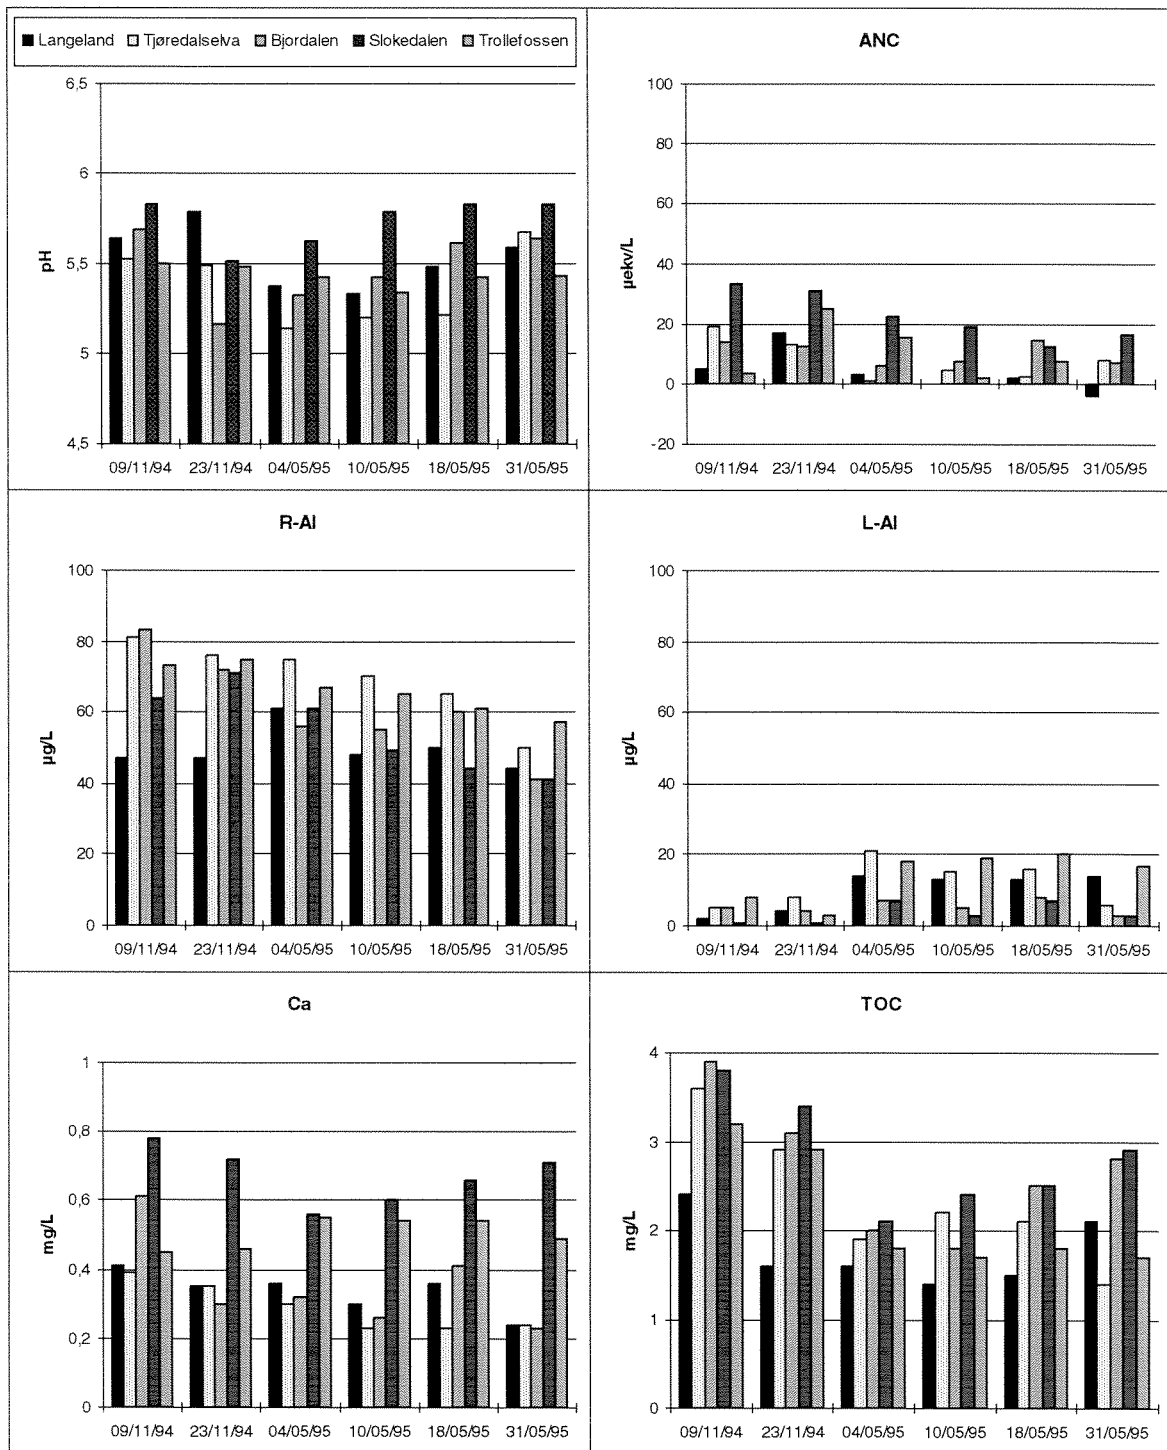 Langeland Tjøredalselva Bjordalen Slokedalen Trollefossen
6,5
6
5,5
5
4,5
pH
09/11/94 23/11/94 04/05/95 10/05/95 18/05/95 31/05/95
ANC
100
80
60
40
20
0
-20
µekv/L
09/11/94 23/11/94 04/05/95 10/05/95 18/05/95 31/05/95
R-Al
100
80
60
40
20
0
µg/L
09/11/94 23/11/94 04/05/95 10/05/95 18/05/95 31/05/95
L-Al
100
80
60
40
20
0
µg/L
09/11/94 23/11/94 04/05/95 10/05/95 18/05/95 31/05/95
Ca
1
0,8
0,6
0,4
0,2
0
mg/L
09/11/94 23/11/94 04/05/95 10/05/95 18/05/95 31/05/95
TOC
4
3
2
1
0
mg/L
09/11/94 23/11/94 04/05/95 10/05/95 18/05/95 31/05/95